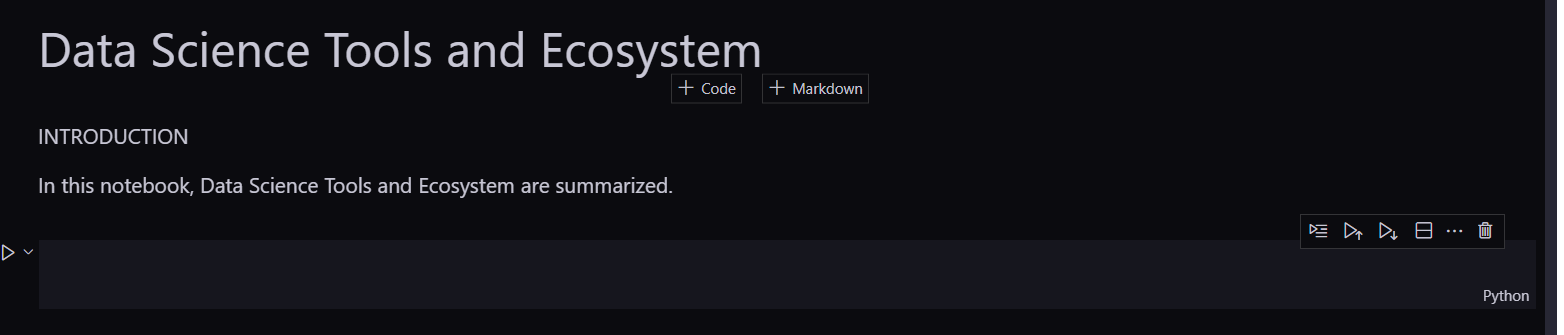 Data Science Tools and Ecosystem
Code Markdown
INTRODUCTION
In this notebook, Data Science Tools and Ecosystem are summarized.
Python